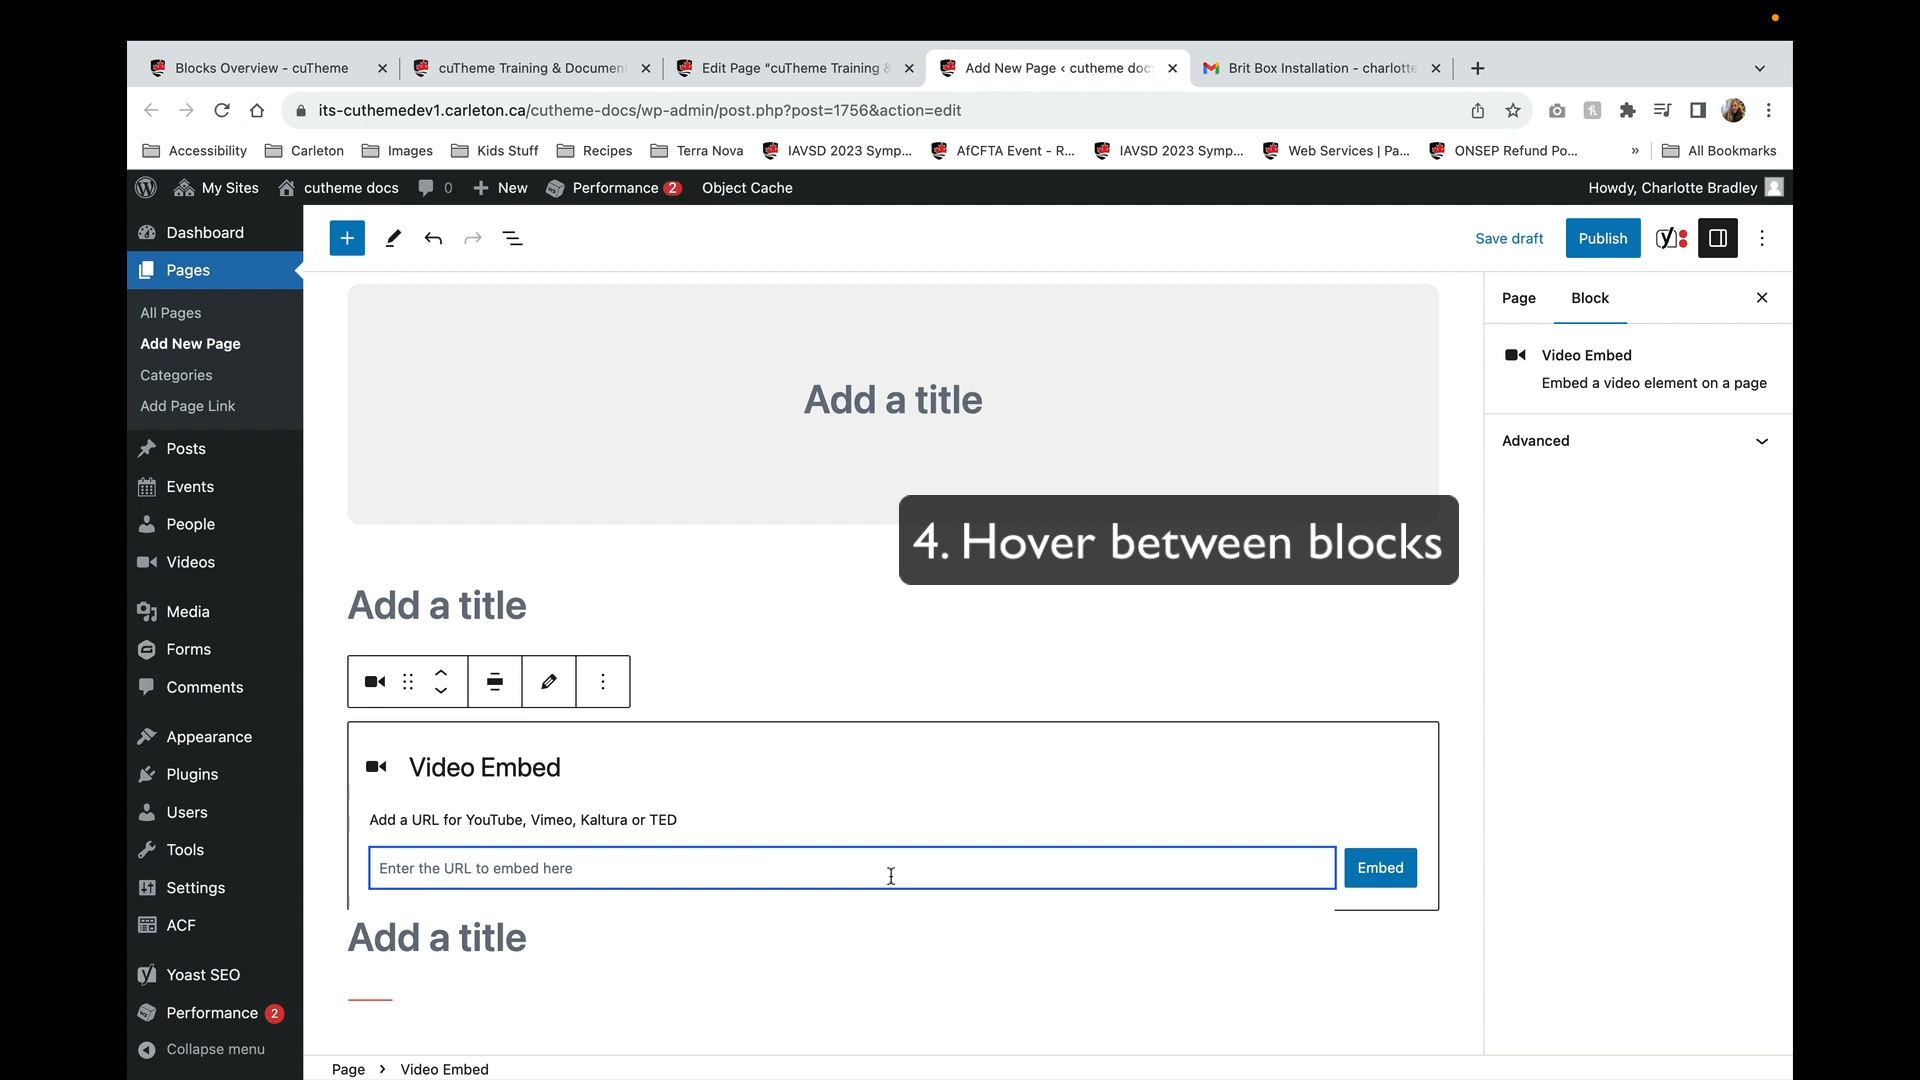 Blocks Overview - cuTheme
cuTheme Training & Documen
Edit Page “cuTheme Training &
Add New Page ‹ cutheme doc
Brit Box Installation - charlotte
its-cuthemedev1.carleton.ca/cutheme-docs/wp-admin/post.php?post=1756&action=edit
Accessibility
Carleton
Images
Kids Stuff
Recipes
Terra Nova
IAVSD 2023 Symp...
AfCFTA Event - R...
IAVSD 2023 Symp...
Web Services | Pa...
ONSEP Refund Po...
»
All Bookmarks
My Sites
cutheme docs
0
New
Performance 2
Object Cache
Howdy, Charlotte Bradley
Dashboard
Pages
All Pages
Add New Page
Categories
Add Page Link
Posts
Events
People
Videos
Media
Forms
Comments
Appearance
Plugins
Users
Tools
Settings
ACF
Yoast SEO
Performance 2
Collapse menu
Save draft
Publish
Add a title
4. Hover between blocks
Add a title
Video Embed
Add a URL for YouTube, Vimeo, Kaltura or TED
Enter the URL to embed here
Embed
Add a title
Page
Block
Video Embed
Embed a video element on a page
Advanced
Page › Video Embed